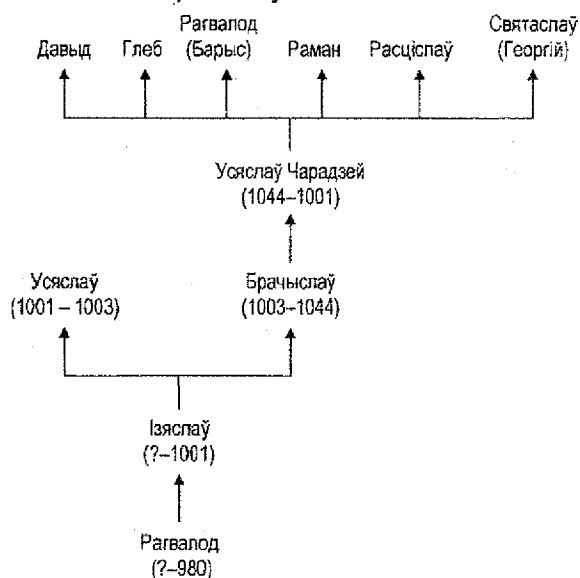 Давыд Глеб Рагвалод (Барыс) Раман Расціслаў Святаслаў (Георгій)
Усяслаў Чарадзей
(1044–1001)
Усяслаў Брачыслаў
(1001 – 1003) (1003–1044)
Ізяслаў
(?–1001)
Рагвалод
(?–980)